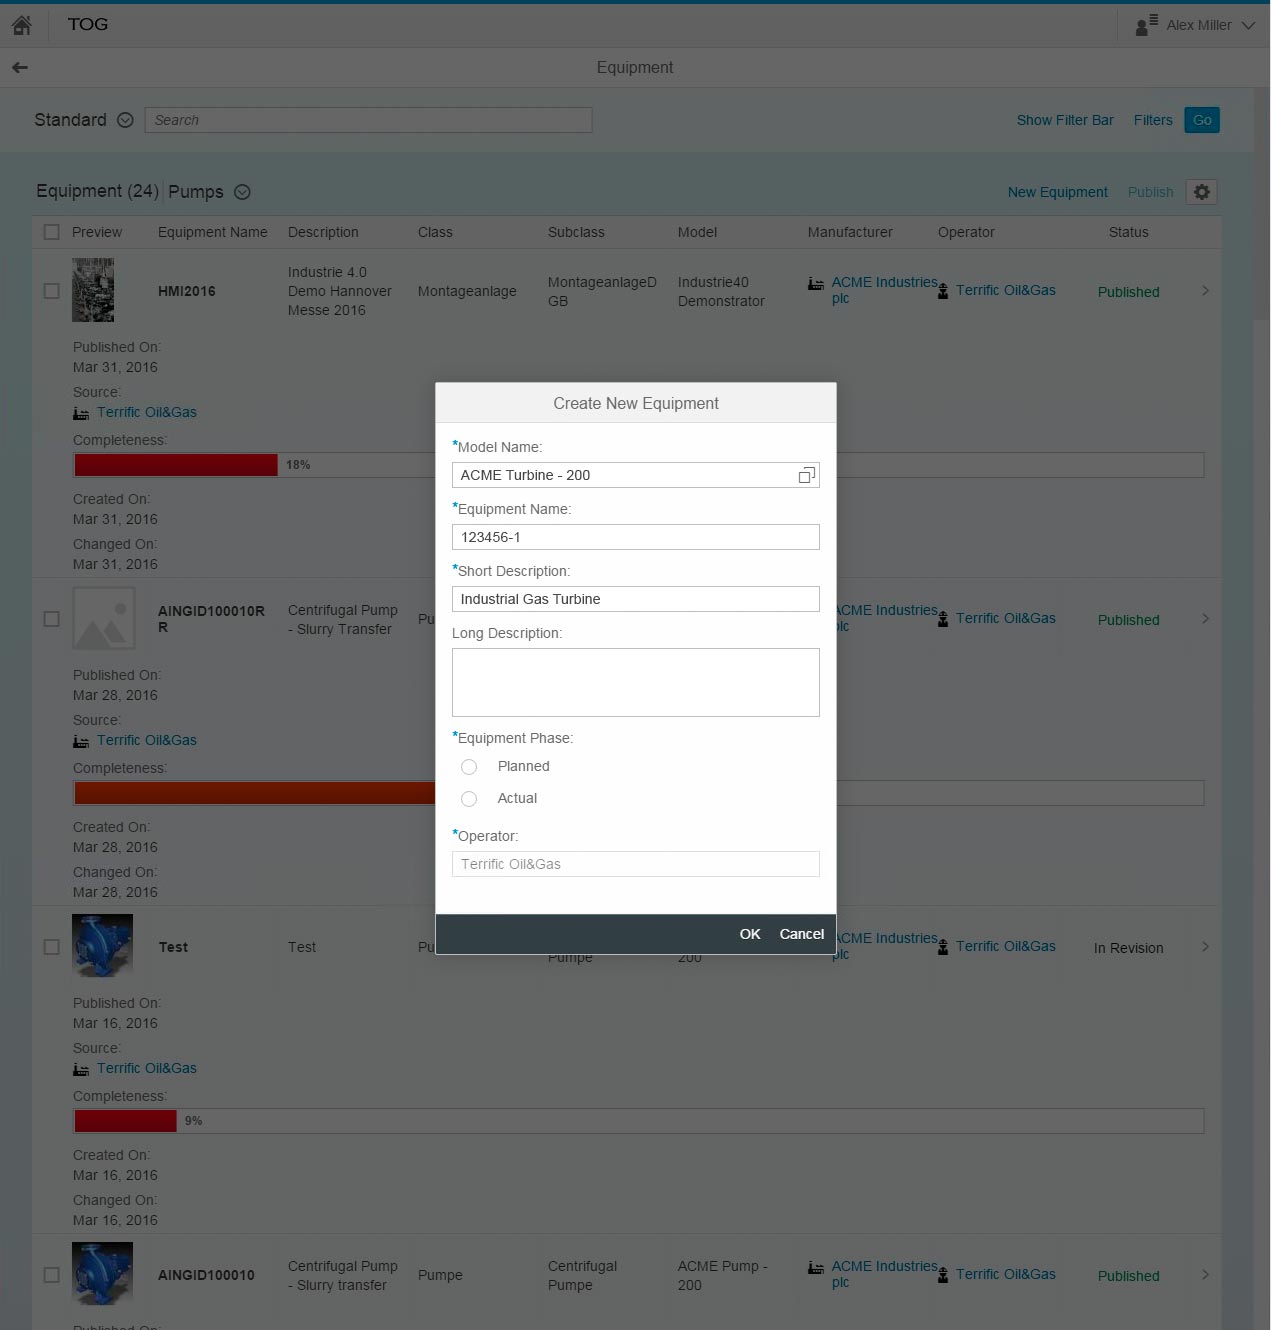 TOG
Alex Miller
Equipment
Standard
Search
Show Filter Bar
Filters
Go
Equipment (24)
Pumps
New Equipment
Publish
Preview
Equipment Name
Description
Class
Subclass
Model
Manufacturer
Operator
Status
HMI2016
Industrie 4.0
Demo Hannover
Messe 2016
Montageanlage
MontageanlageD
GB
Industrie40
Demonstrator
ACME Industries,
plc
Terrific Oil&Gas
Published
Published On:
Mar 31, 2016
Source:
Terrific Oil&Gas
Completeness:
18%
Created On:
Mar 31, 2016
Changed On:
Mar 31, 2016
AINGID100010R
R
Centrifugal Pump
- Slurry Transfer
Pu
ACME Industries,
plc
Terrific Oil&Gas
Published
Published On:
Mar 28, 2016
Source:
Terrific Oil&Gas
Completeness:
Created On:
Mar 28, 2016
Changed On:
Mar 28, 2016
Test
Test
Pu
Pumpe
200
ACME Industries,
plc
Terrific Oil&Gas
In Revision
Published On:
Mar 16, 2016
Source:
Terrific Oil&Gas
Completeness:
9%
Created On:
Mar 16, 2016
Changed On:
Mar 16, 2016
AINGID100010
Centrifugal Pump
- Slurry transfer
Pumpe
Centrifugal
Pumpe
ACME Pump -
200
ACME Industries,
plc
Terrific Oil&Gas
Published
Published On:
Create New Equipment
*Model Name:
ACME Turbine - 200
*Equipment Name:
123456-1
*Short Description:
Industrial Gas Turbine
Long Description:
*Equipment Phase:
Planned
Actual
*Operator:
Terrific Oil&Gas
OK
Cancel